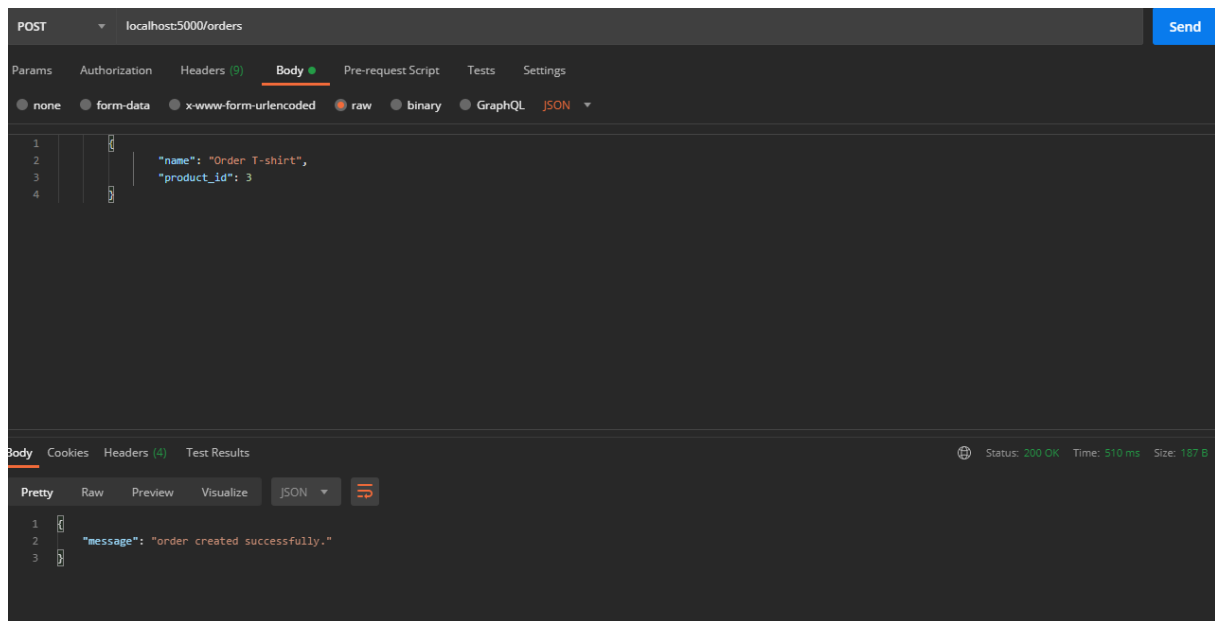 POST localhost:5000/orders Send
Params Authorization Headers (9) Body Pre-request Script Tests Settings
none form-data x-www-form-urlencoded raw binary GraphQL JSON
1 {
2 "name": "Order T-shirt",
3 "product_id": 3
4 }
Body Cookies Headers (4) Test Results Status: 200 OK Time: 510 ms Size: 187 B
Pretty Raw Preview Visualize JSON
1 {
2 "message": "order created successfully."
3 }